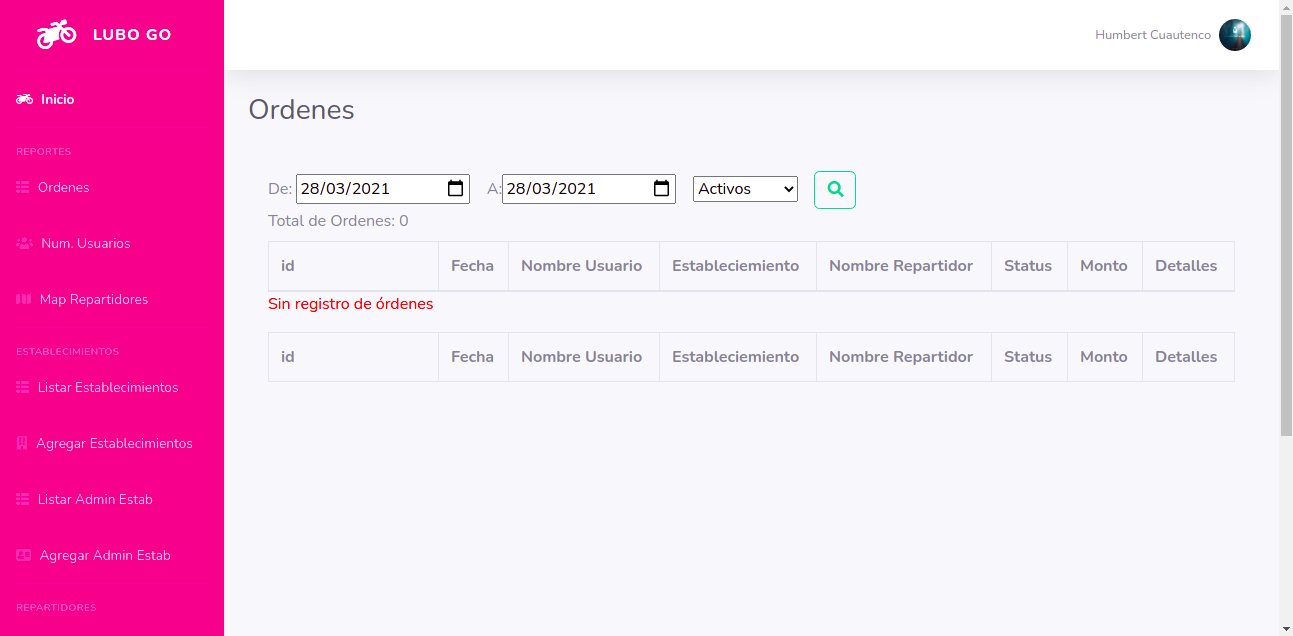 LUBO GO
Humbert Cuautenco
Inicio
REPORTES
Ordenes
Num. Usuarios
Map Repartidores
ESTABLECIMIENTOS
Listar Establecimientos
Agregar Establecimientos
Listar Admin Estab
Agregar Admin Estab
REPARTIDORES
Ordenes
De: 28/03/2021 A: 28/03/2021 Activos
Total de Ordenes: 0
id Fecha Nombre Usuario Estableciemiento Nombre Repartidor Status Monto Detalles
Sin registro de órdenes
id Fecha Nombre Usuario Estableciemiento Nombre Repartidor Status Monto Detalles